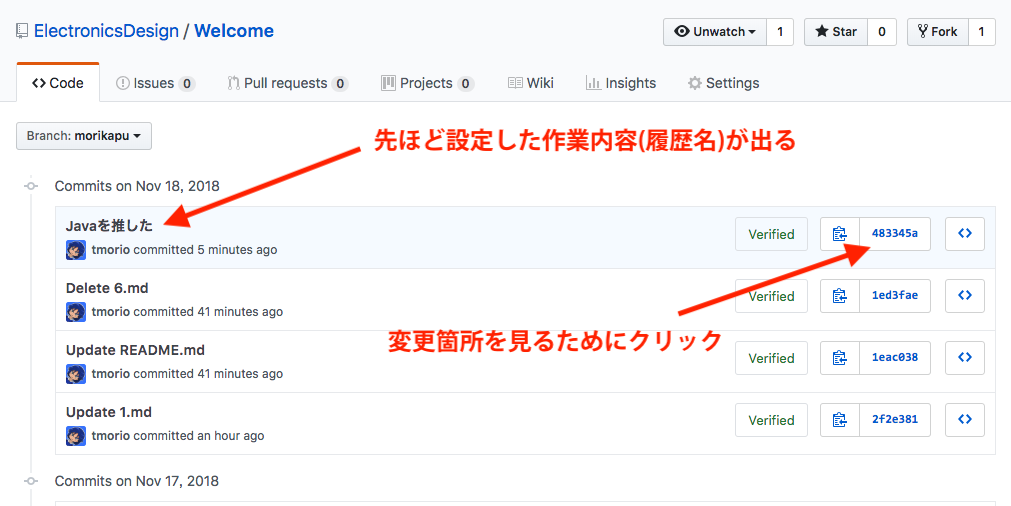 ElectronicsDesign / Welcome
Unwatch 1 Star 0 Fork 1
Code Issues 0 Pull requests 0 Projects 0 Wiki Insights Settings
Branch: morikapu
先ほど設定した作業内容(履歴名)が出る
Commits on Nov 18, 2018
Javaを推した
tmorio committed 5 minutes ago
Verified 483345a
Delete 6.md
tmorio committed 41 minutes ago
Verified 1ed3fae
変更箇所を見るためにクリック
Update README.md
tmorio committed 41 minutes ago
Verified 1eac038
Update 1.md
tmorio committed an hour ago
Verified 2f2e381
Commits on Nov 17, 2018